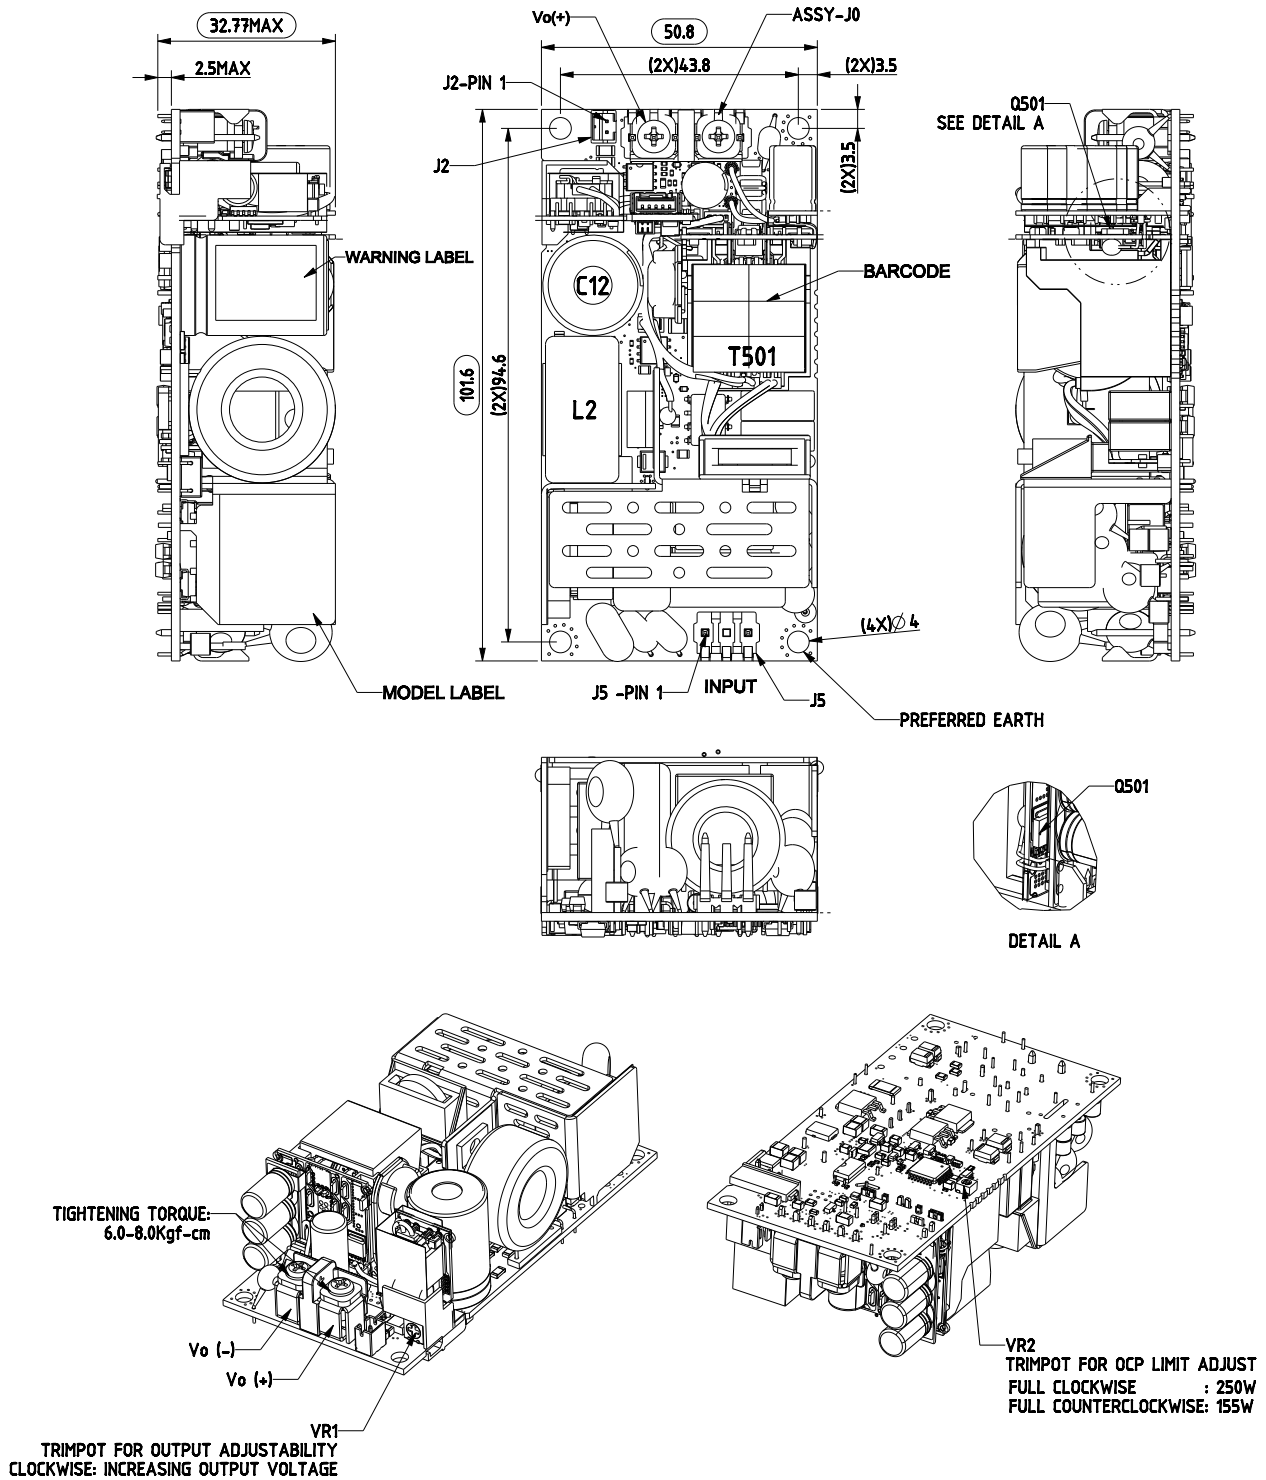 32.77MAX
2.5MAX
Vo(+)
ASSY-J0
50.8
(2X)43.8
(2X)3.5
J2-PIN 1
J2
(2X)3.5
Q501
SEE DETAIL A
WARNING LABEL
C12
BARCODE
T501
101.6
(2X)94.6
L2
(4X)Ø 4
MODEL LABEL
J5 -PIN 1
INPUT
J5
PREFERRED EARTH
Q501
DETAIL A
TIGHTENING TORQUE:
6.0-8.0Kgf-cm
Vo (-)
Vo (+)
VR1
TRIMPOT FOR OUTPUT ADJUSTABILITY
CLOCKWISE: INCREASING OUTPUT VOLTAGE
VR2
TRIMPOT FOR OCP LIMIT ADJUST
FULL CLOCKWISE : 250W
FULL COUNTERCLOCKWISE: 155W